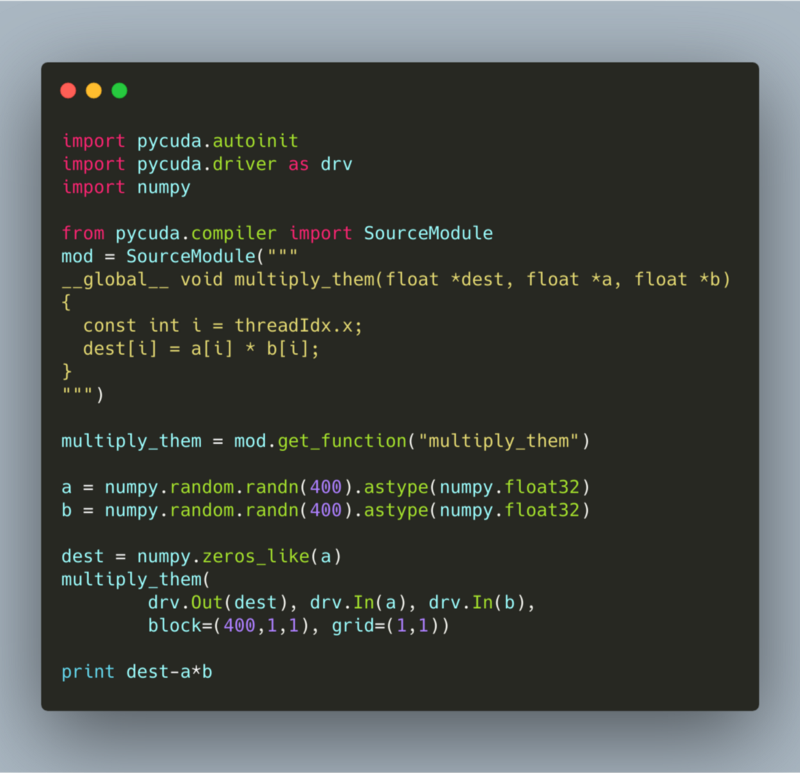 import pycuda.autoinit
import pycuda.driver as drv
import numpy

from pycuda.compiler import SourceModule
mod = SourceModule("""
__global__ void multiply_them(float *dest, float *a, float *b)
{
  const int i = threadIdx.x;
  dest[i] = a[i] * b[i];
}
""")

multiply_them = mod.get_function("multiply_them")

a = numpy.random.randn(400).astype(numpy.float32)
b = numpy.random.randn(400).astype(numpy.float32)

dest = numpy.zeros_like(a)
multiply_them(
        drv.Out(dest), drv.In(a), drv.In(b),
        block=(400,1,1), grid=(1,1))

print dest-a*b